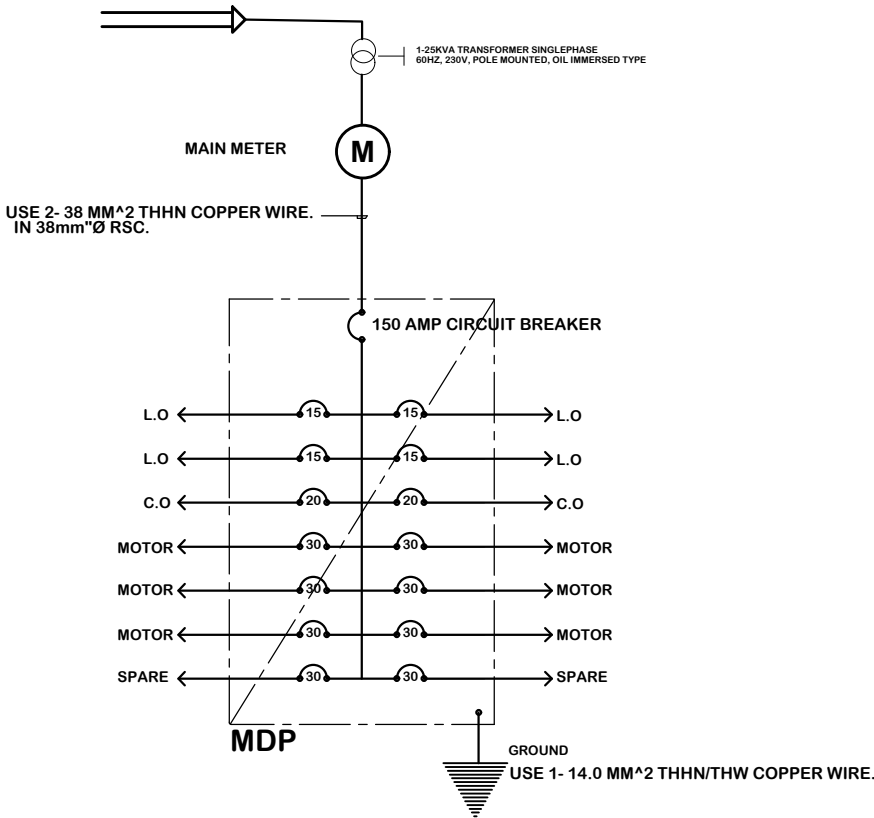 1-25KVA TRANSFORMER SINGLEPHASE
60HZ, 230V, POLE MOUNTED, OIL IMMERSED TYPE
MAIN METER
M
USE 2- 38 MM^2 THHN COPPER WIRE.
IN 38mm"Ø RSC.
150 AMP CIRCUIT BREAKER
L.O 15 15 L.O
L.O 15 15 L.O
C.O 20 20 C.O
MOTOR 30 30 MOTOR
MOTOR 30 30 MOTOR
MOTOR 30 30 MOTOR
SPARE 30 30 SPARE
MDP
GROUND
USE 1- 14.0 MM^2 THHN/THW COPPER WIRE.